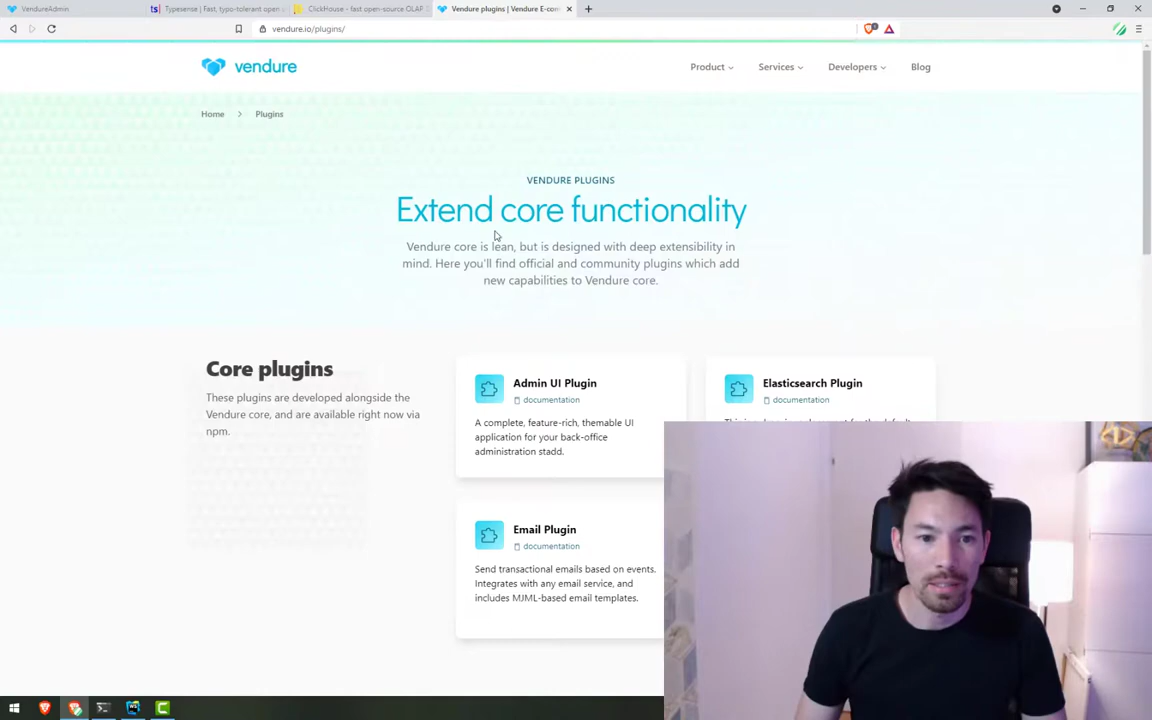 VendureAdmin
Typesense | Fast, typo-tolerant open
ClickHouse - fast open-source OLAP
Vendure plugins | Vendure E-com
vendure.io/plugins/
vendure
Product
Services
Developers
Blog
Home
Plugins
VENDURE PLUGINS
Extend core functionality
Vendure core is lean, but is designed with deep extensibility in
mind. Here you'll find official and community plugins which add
new capabilities to Vendure core.
Core plugins
These plugins are developed alongside the
Vendure core, and are available right now via
npm.
Admin UI Plugin
documentation
A complete, feature-rich, themable UI
application for your back-office
administration stadd.
Elasticsearch Plugin
documentation
Email Plugin
documentation
Send transactional emails based on events.
Integrates with any email service, and
includes MJML-based email templates.